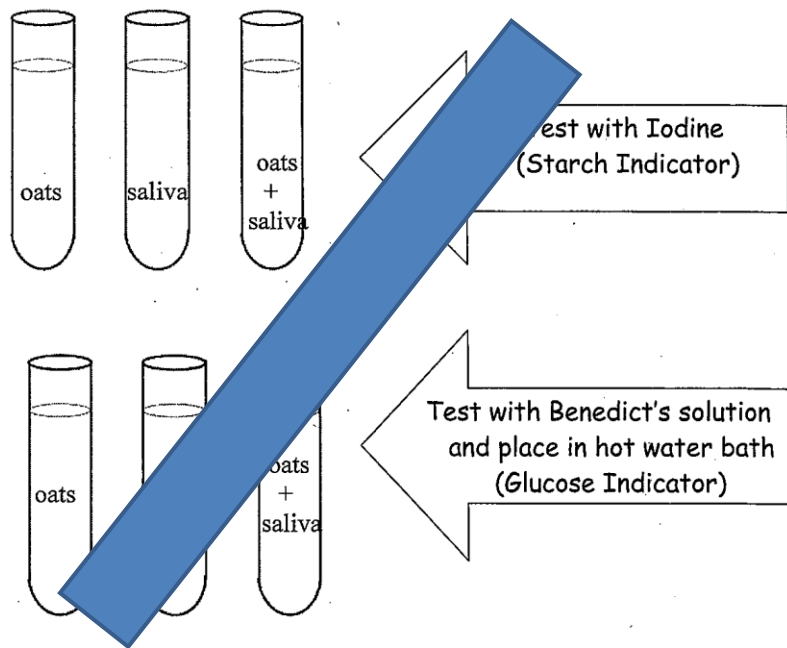 oats
saliva
oats
+
saliva
Test with Iodine
(Starch Indicator)
oats
oats
+
saliva
Test with Benedict's solution
and place in hot water bath
(Glucose Indicator)